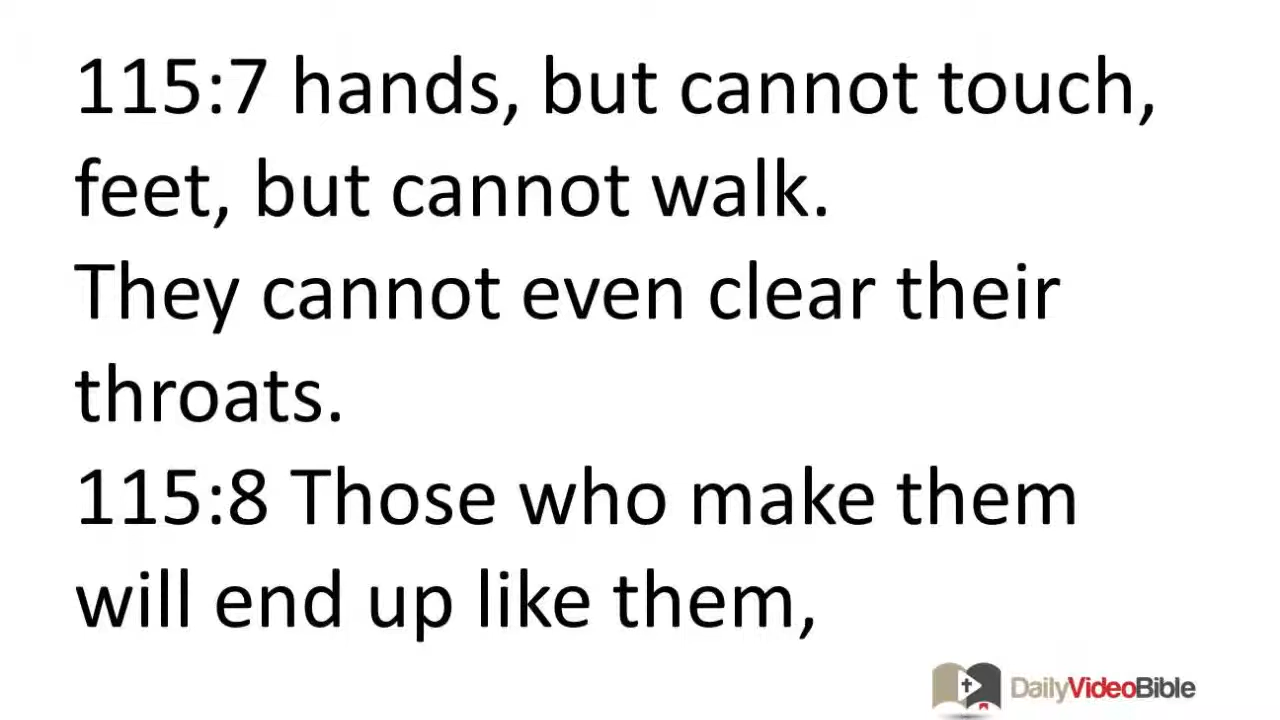 115:7 hands, but cannot touch,
feet, but cannot walk.
They cannot even clear their
throats.
115:8 Those who make them
will end up like them,
DailyVideoBible